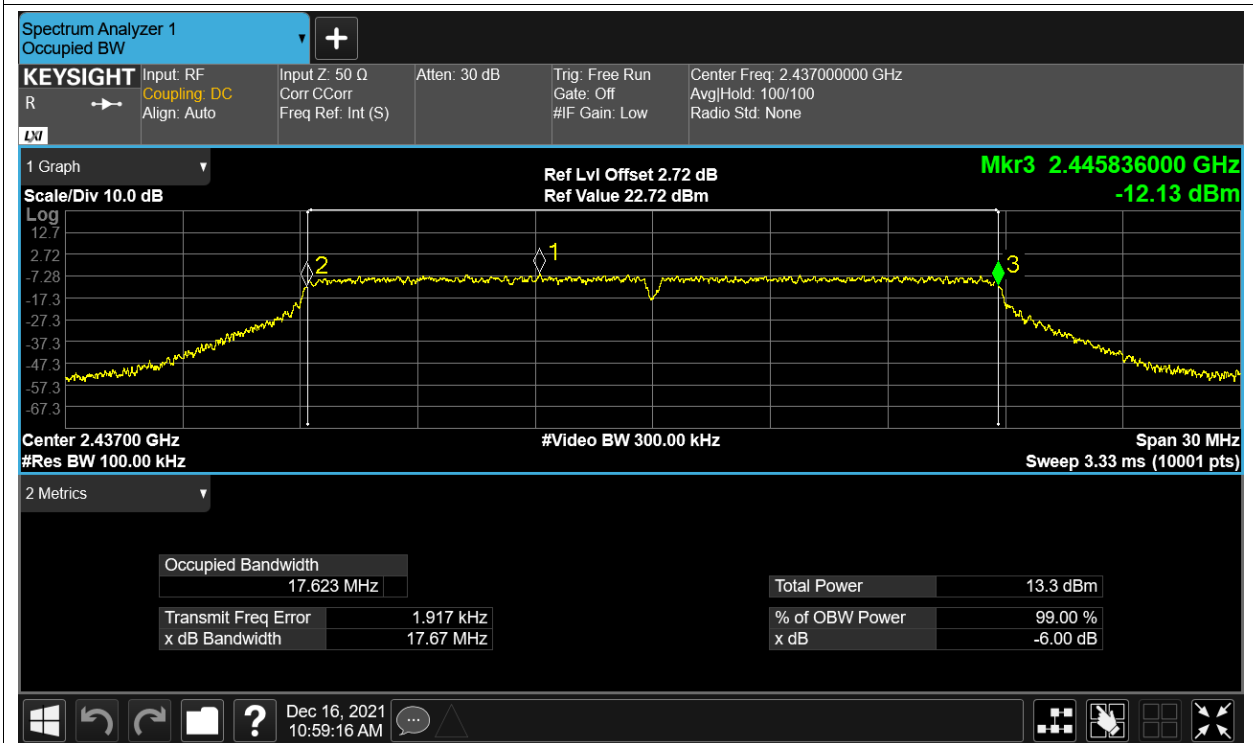 Spectrum Analyzer 1
Occupied BW
KEYSIGHT Input: RF Input Z: 50 Ω Atten: 30 dB Trig: Free Run Center Freq: 2.437000000 GHz
R Coupling: DC Corr CCorr Gate: Off Avg|Hold: 100/100
Align: Auto Freq Ref: Int (S) #IF Gain: Low Radio Std: None
LXI
1 Graph Ref Lvl Offset 2.72 dB Mkr3 2.445836000 GHz
Scale/Div 10.0 dB Ref Value 22.72 dBm -12.13 dBm
Log
12.7
2.72 1
-7.28 2 3
-17.3
-27.3
-37.3
-47.3
-57.3
-67.3
Center 2.43700 GHz #Video BW 300.00 kHz Span 30 MHz
#Res BW 100.00 kHz Sweep 3.33 ms (10001 pts)
2 Metrics
Occupied Bandwidth
17.623 MHz Total Power 13.3 dBm
Transmit Freq Error 1.917 kHz % of OBW Power 99.00 %
x dB Bandwidth 17.67 MHz x dB -6.00 dB
? Dec 16, 2021
10:59:16 AM